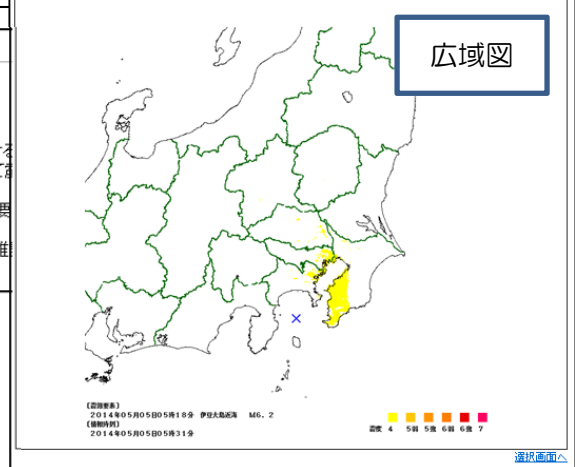 広域図
要
【震源要素】
2014年05月05日05時18分 伊豆大島近海 M6.2
【情報時刻】
2014年05月05日05時31分
震度 4 5弱 5強 6弱 6強 7
選択画面へ